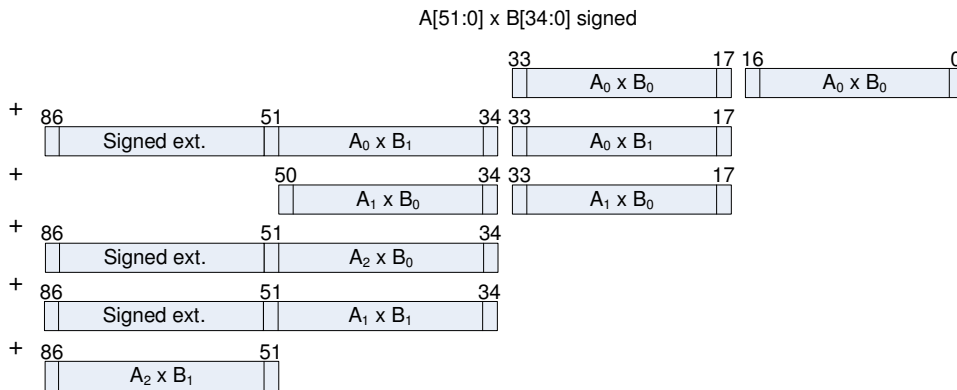 A[51:0] x B[34:0] signed
33 17 16 0
A₀ x B₀ A₀ x B₀
+ 86 51 34 33 17
Signed ext. A₀ x B₁ A₀ x B₁
+ 50 34 33 17
A₁ x B₀ A₁ x B₀
+ 86 51 34
Signed ext. A₂ x B₀
+ 86 51 34
Signed ext. A₁ x B₁
+ 86 51
A₂ x B₁